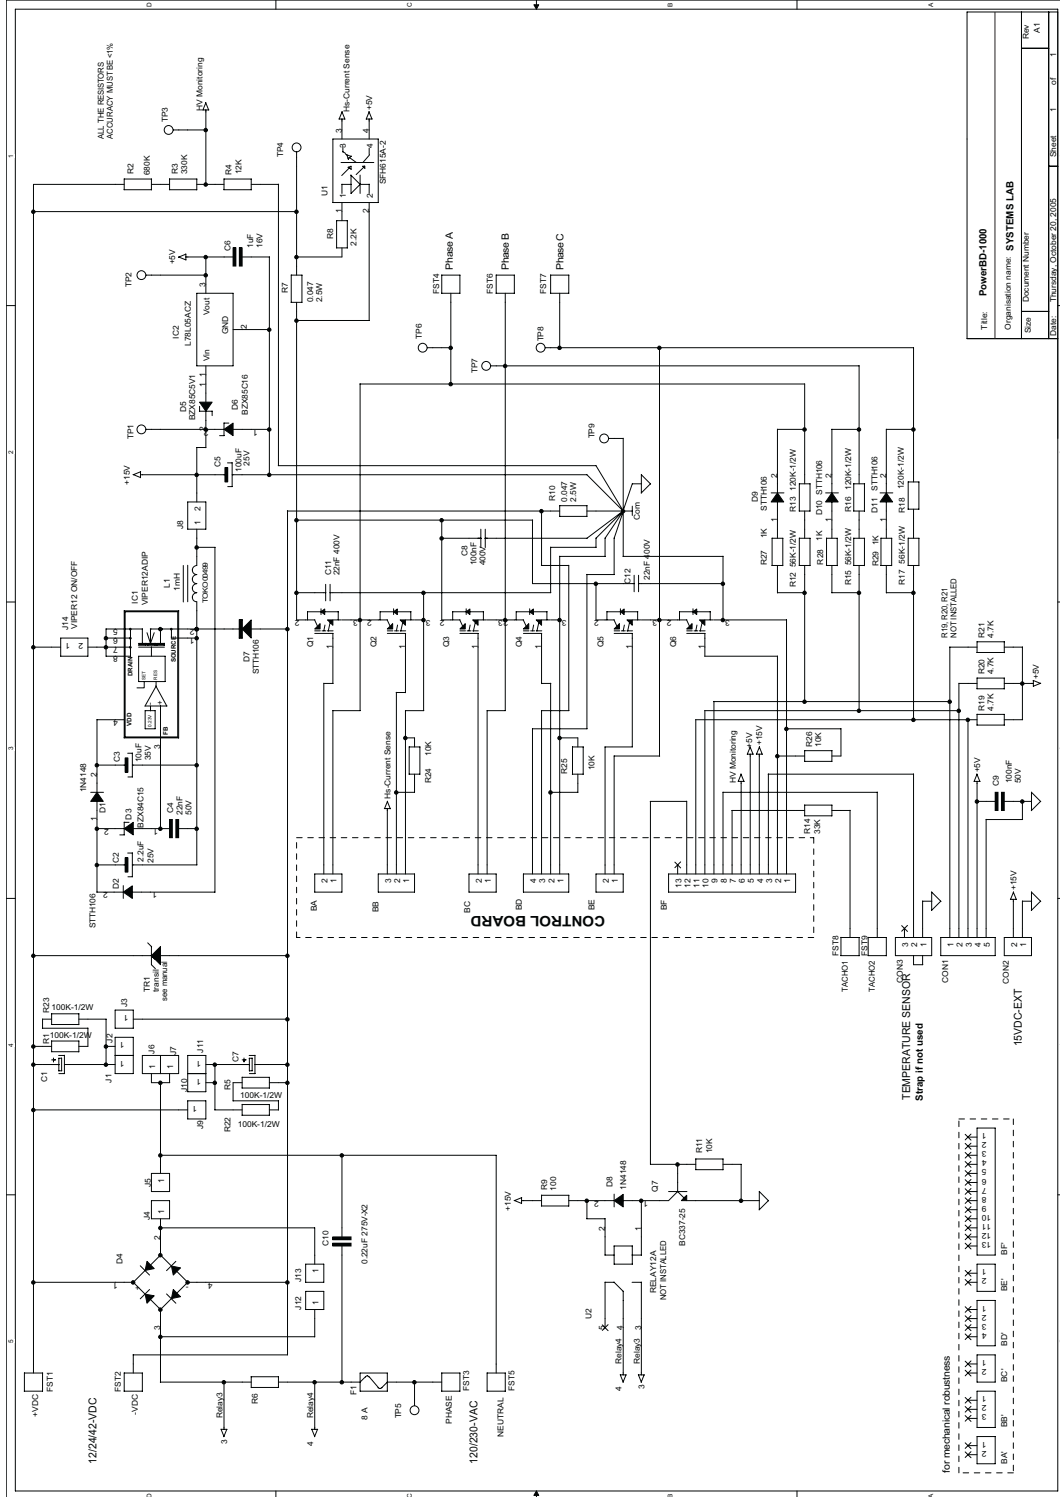 ALL THE RESISTORS
ACCURACY MUST BE <1%
HV Monitoring
TP3
R2
680K
R3
330K
R4
12K
TP4
Hs-Current Sense
+5V
U1
SFH615A-2
R8
2.2K
R7
0.047
2.5W
C6
1uF
16V
+5V
TP2
IC2
L78L05ACZ
Vin
Vout
GND
D5
BZX85C5V1
D6
BZX85C16
TP1
+15V
C5
100uF
25V
J8
J14
VIPER12 ON/OFF
IC1
VIPER12ADIP
DRAIN
SOURCE
VDD
FB
SET
RES
0.23V
L1
1mH
TOKO
D7
STTH106
C3
10uF
35V
1N4148
D1
D3
BZX84C15
C4
22nF
50V
C2
2.2uF
25V
D2
STTH106
TR1
transil
see manual
R23
100K-1/2W
R1
100K-1/2W
C1
J1
J2
J3
J6
J7
J10
J11
C7
R5
100K-1/2W
R22
100K-1/2W
J9
J5
J4
D4
J13
J12
C10
0.22uF 275V-X2
+VDC
FST1
-VDC
FST2
12/24/42-VDC
Relay3
3
R6
Relay4
4
F1
8 A
TP5
PHASE
FST3
NEUTRAL
FST5
120/230-VAC
FST4
Phase A
FST6
Phase B
FST7
Phase C
TP6
TP7
TP8
TP9
R10
0.047
2.5W
Com
C8
100nF
400V
C11
22nF 400V
C12
22nF 400V
Q1
Q2
Q3
Q4
Q5
Q6
D9
STTH106
R27
1K
R13
120K-1/2W
R12
56K-1/2W
D10
STTH106
R28
1K
R16
120K-1/2W
R15
56K-1/2W
D11
STTH106
R29
1K
R18
120K-1/2W
R17
56K-1/2W
R19, R20, R21
NOT INSTALLED
R21
4.7K
R20
4.7K
R19
4.7K
+5V
R24
10K
R25
10K
R26
10K
Hs-Current Sense
HV Monitoring
+5V
+15V
R14
33K
+5V
C9
100nF
50V
CONTROL BOARD
BA
BB
BC
BD
BE
BF
FST8
TACHO1
FST9
TACHO2
CON3
TEMPERATURE SENSOR
Strap if not used
CON1
CON2
+15V
15VDC-EXT
+15V
R9
100
D8
1N4148
Q7
BC337-25
R11
10K
RELAY12A
NOT INSTALLED
U2
Relay4
4
Relay3
3
for mechanical robustness
BA'
BB'
BC'
BD'
BE'
BF'
Title: PowerBD-1000
Organisation name: SYSTEMS LAB
Size
Document Number
Rev
A1
Date: Thursday, October 20, 2005
Sheet 1 of 1